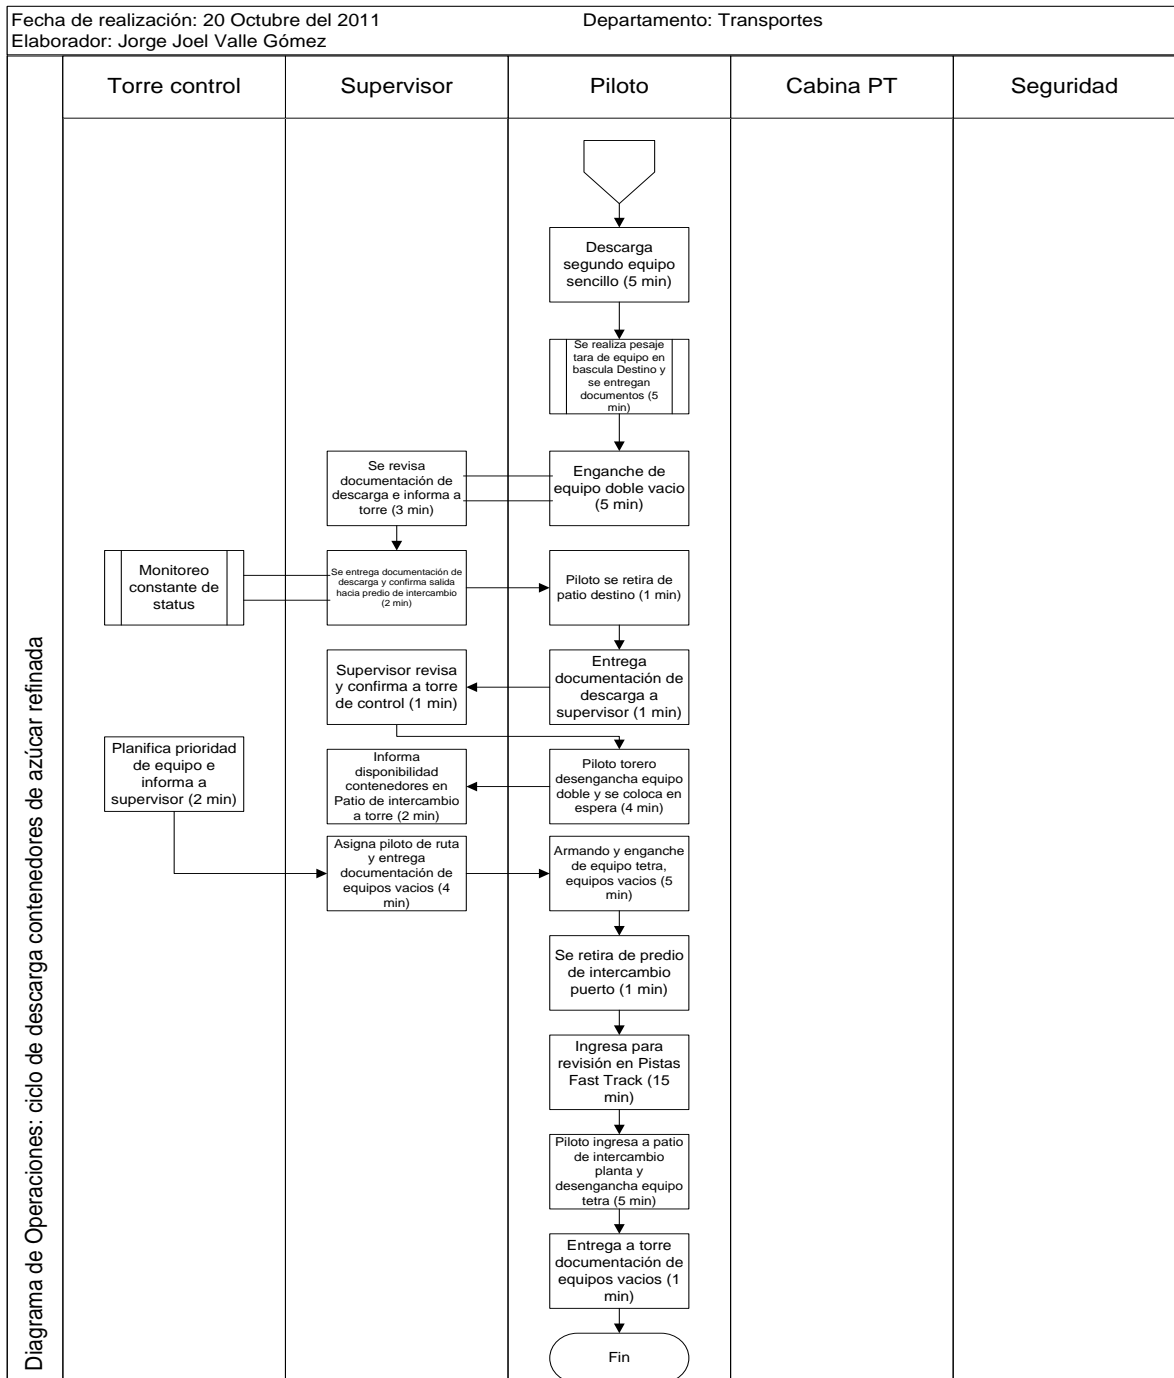 Fecha de realización: 20 Octubre del 2011
Departamento: Transportes
Elaborador: Jorge Joel Valle Gómez
Diagrama de Operaciones: ciclo de descarga contenedores de azúcar refinada
Torre control
Supervisor
Piloto
Cabina PT
Seguridad
Descarga
segundo equipo
sencillo (5 min)
Se realiza pesaje
tara de equipo en
bascula Destino y
se entregan
documentos (5
min)
Se revisa
documentación de
descarga e informa a
torre (3 min)
Enganche de
equipo doble vacio
(5 min)
Monitoreo
constante de
status
Se entrega documentación de
descarga y confirma salida
hacia predio de intercambio
(2 min)
Piloto se retira de
patio destino (1 min)
Supervisor revisa
y confirma a torre
de control (1 min)
Entrega
documentación de
descarga a
supervisor (1 min)
Planifica prioridad
de equipo e
informa a
supervisor (2 min)
Informa
disponibilidad
contenedores en
Patio de intercambio
a torre (2 min)
Piloto torero
desengancha equipo
doble y se coloca en
espera (4 min)
Asigna piloto de ruta
y entrega
documentación de
equipos vacios (4
min)
Armando y enganche
de equipo tetra,
equipos vacios (5
min)
Se retira de predio
de intercambio
puerto (1 min)
Ingresa para
revisión en Pistas
Fast Track (15
min)
Piloto ingresa a patio
de intercambio
planta y
desengancha equipo
tetra (5 min)
Entrega a torre
documentación de
equipos vacios (1
min)
Fin